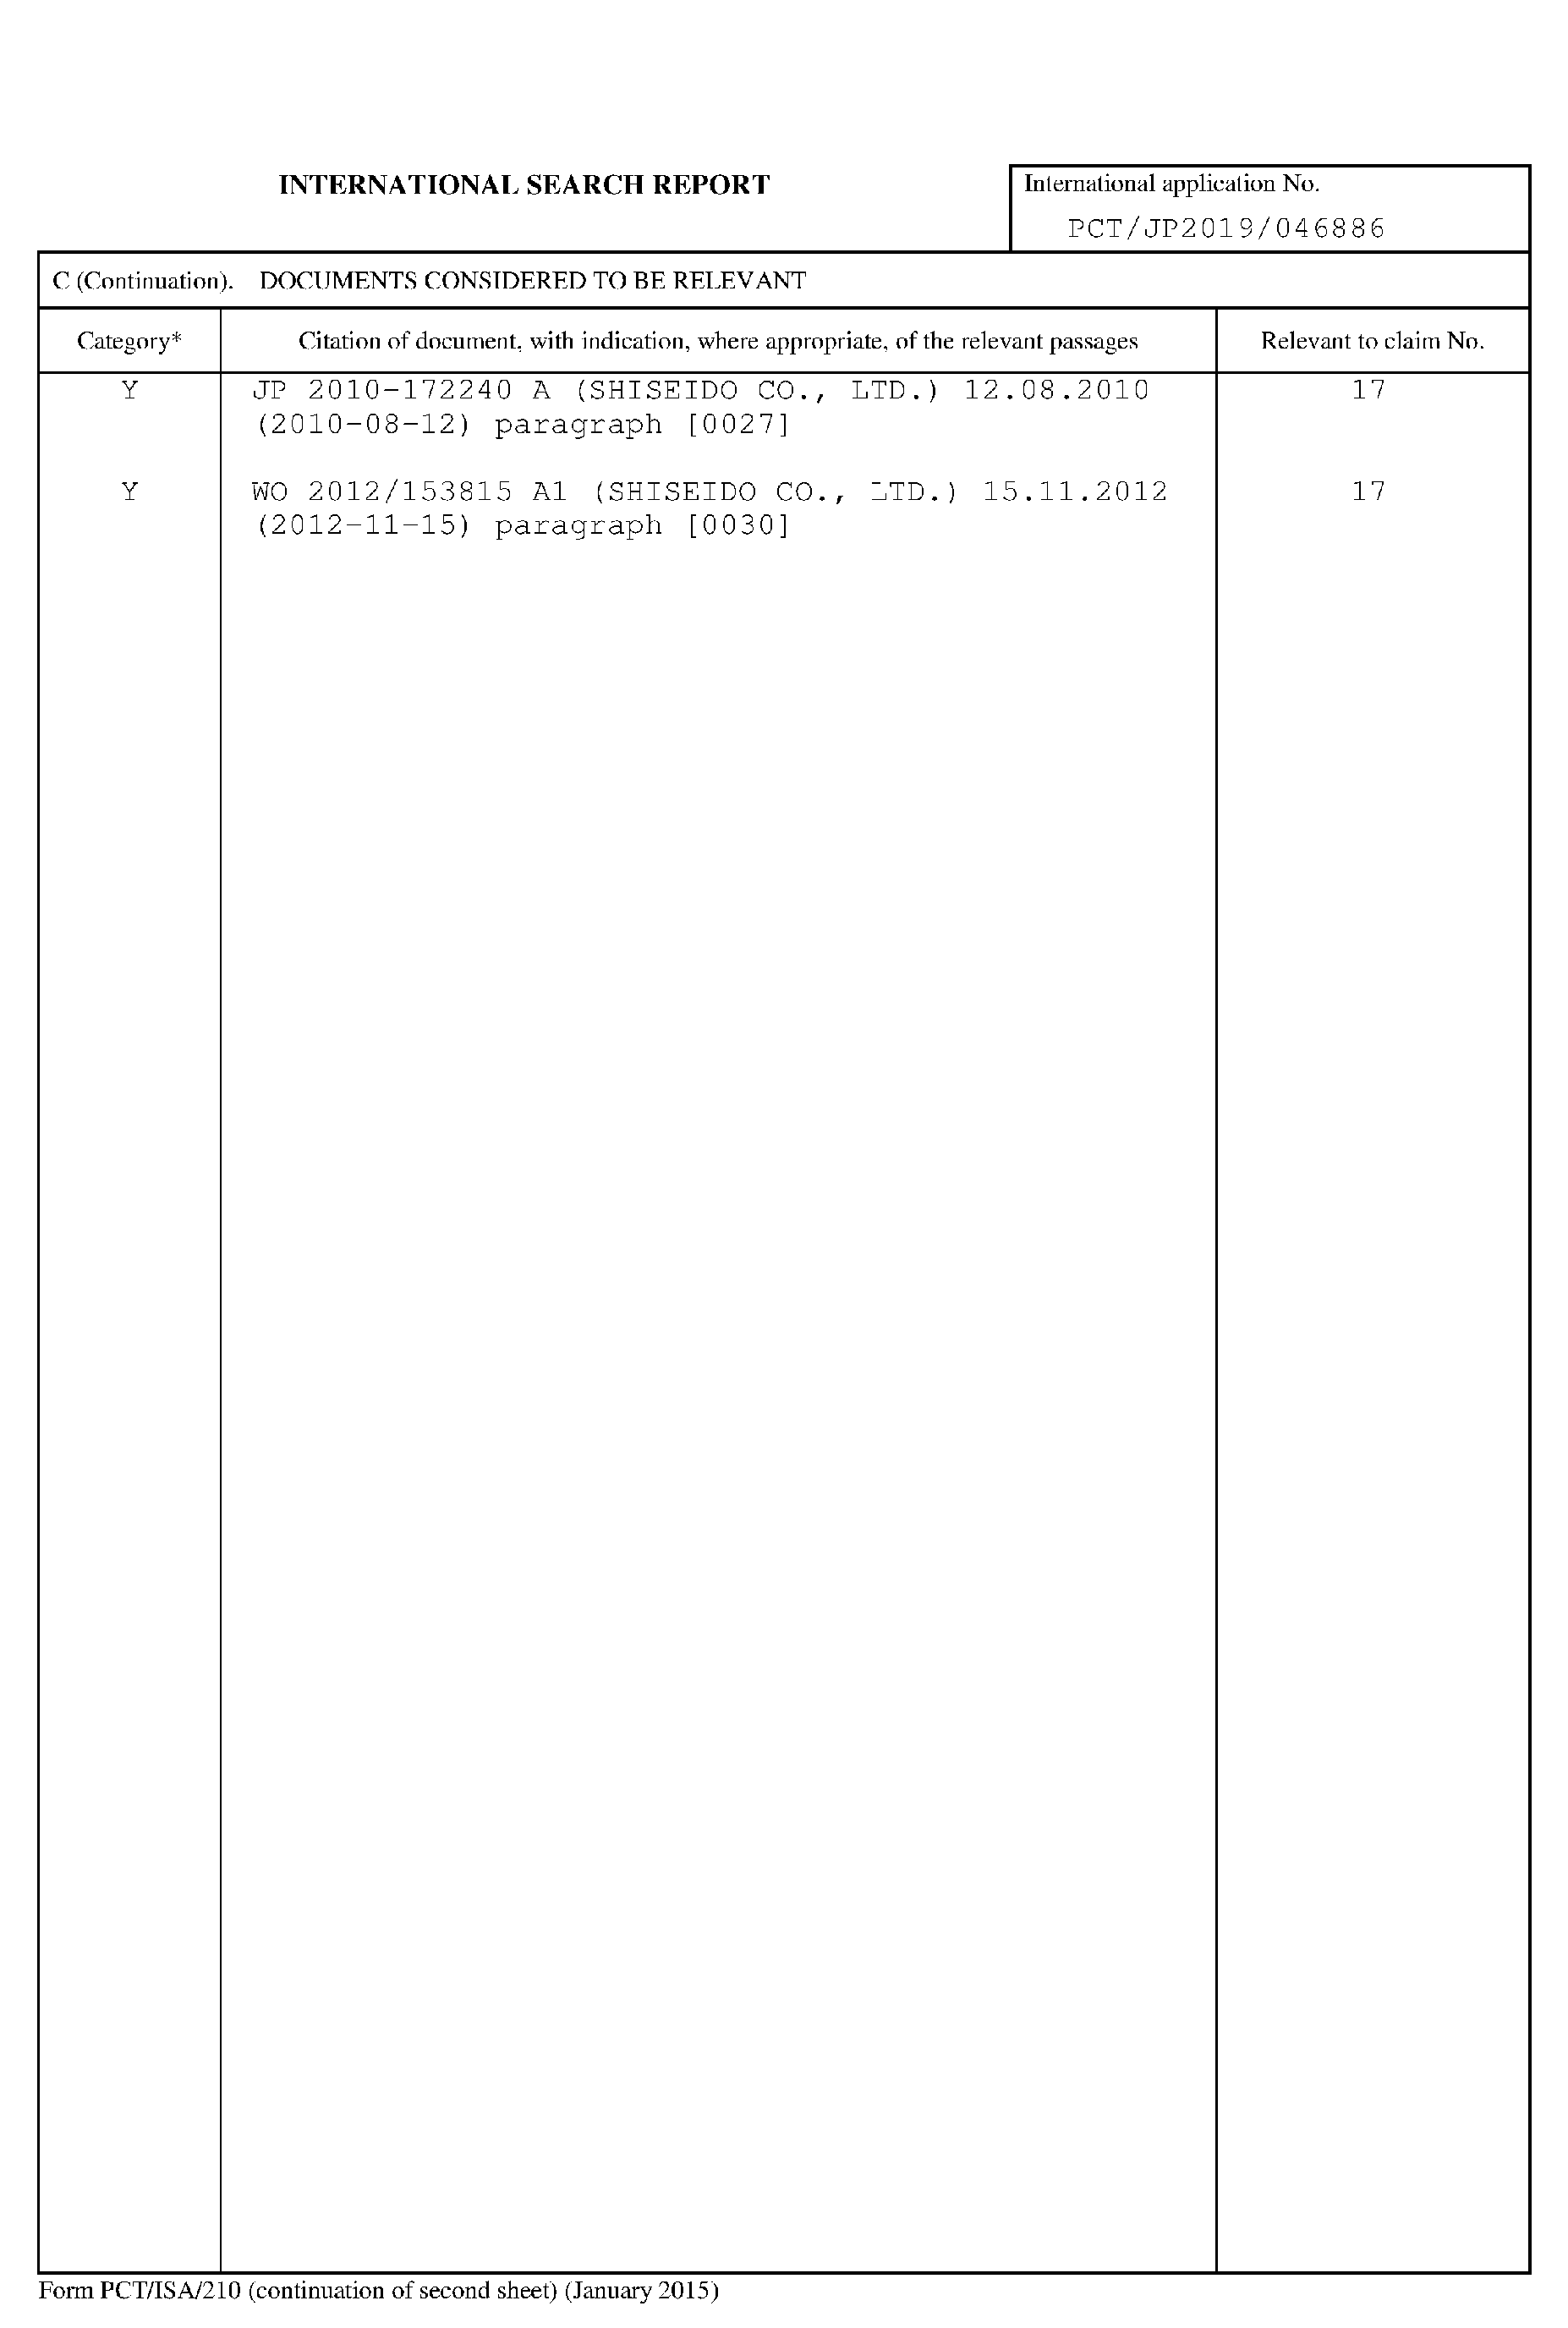 INTERNATIONAL SEARCH REPORT
International application No.
PCT/JP2019/046886
C (Continuation). DOCUMENTS CONSIDERED TO BE RELEVANT
Category* Citation of document, with indication, where appropriate, of the relevant passages Relevant to claim No.
Y JP 2010-172240 A (SHISEIDO CO., LTD.) 12.08.2010 17
(2010-08-12) paragraph [0027]
Y WO 2012/153815 A1 (SHISEIDO CO., LTD.) 15.11.2012 17
(2012-11-15) paragraph [0030]
Form PCT/ISA/210 (continuation of second sheet) (January 2015)